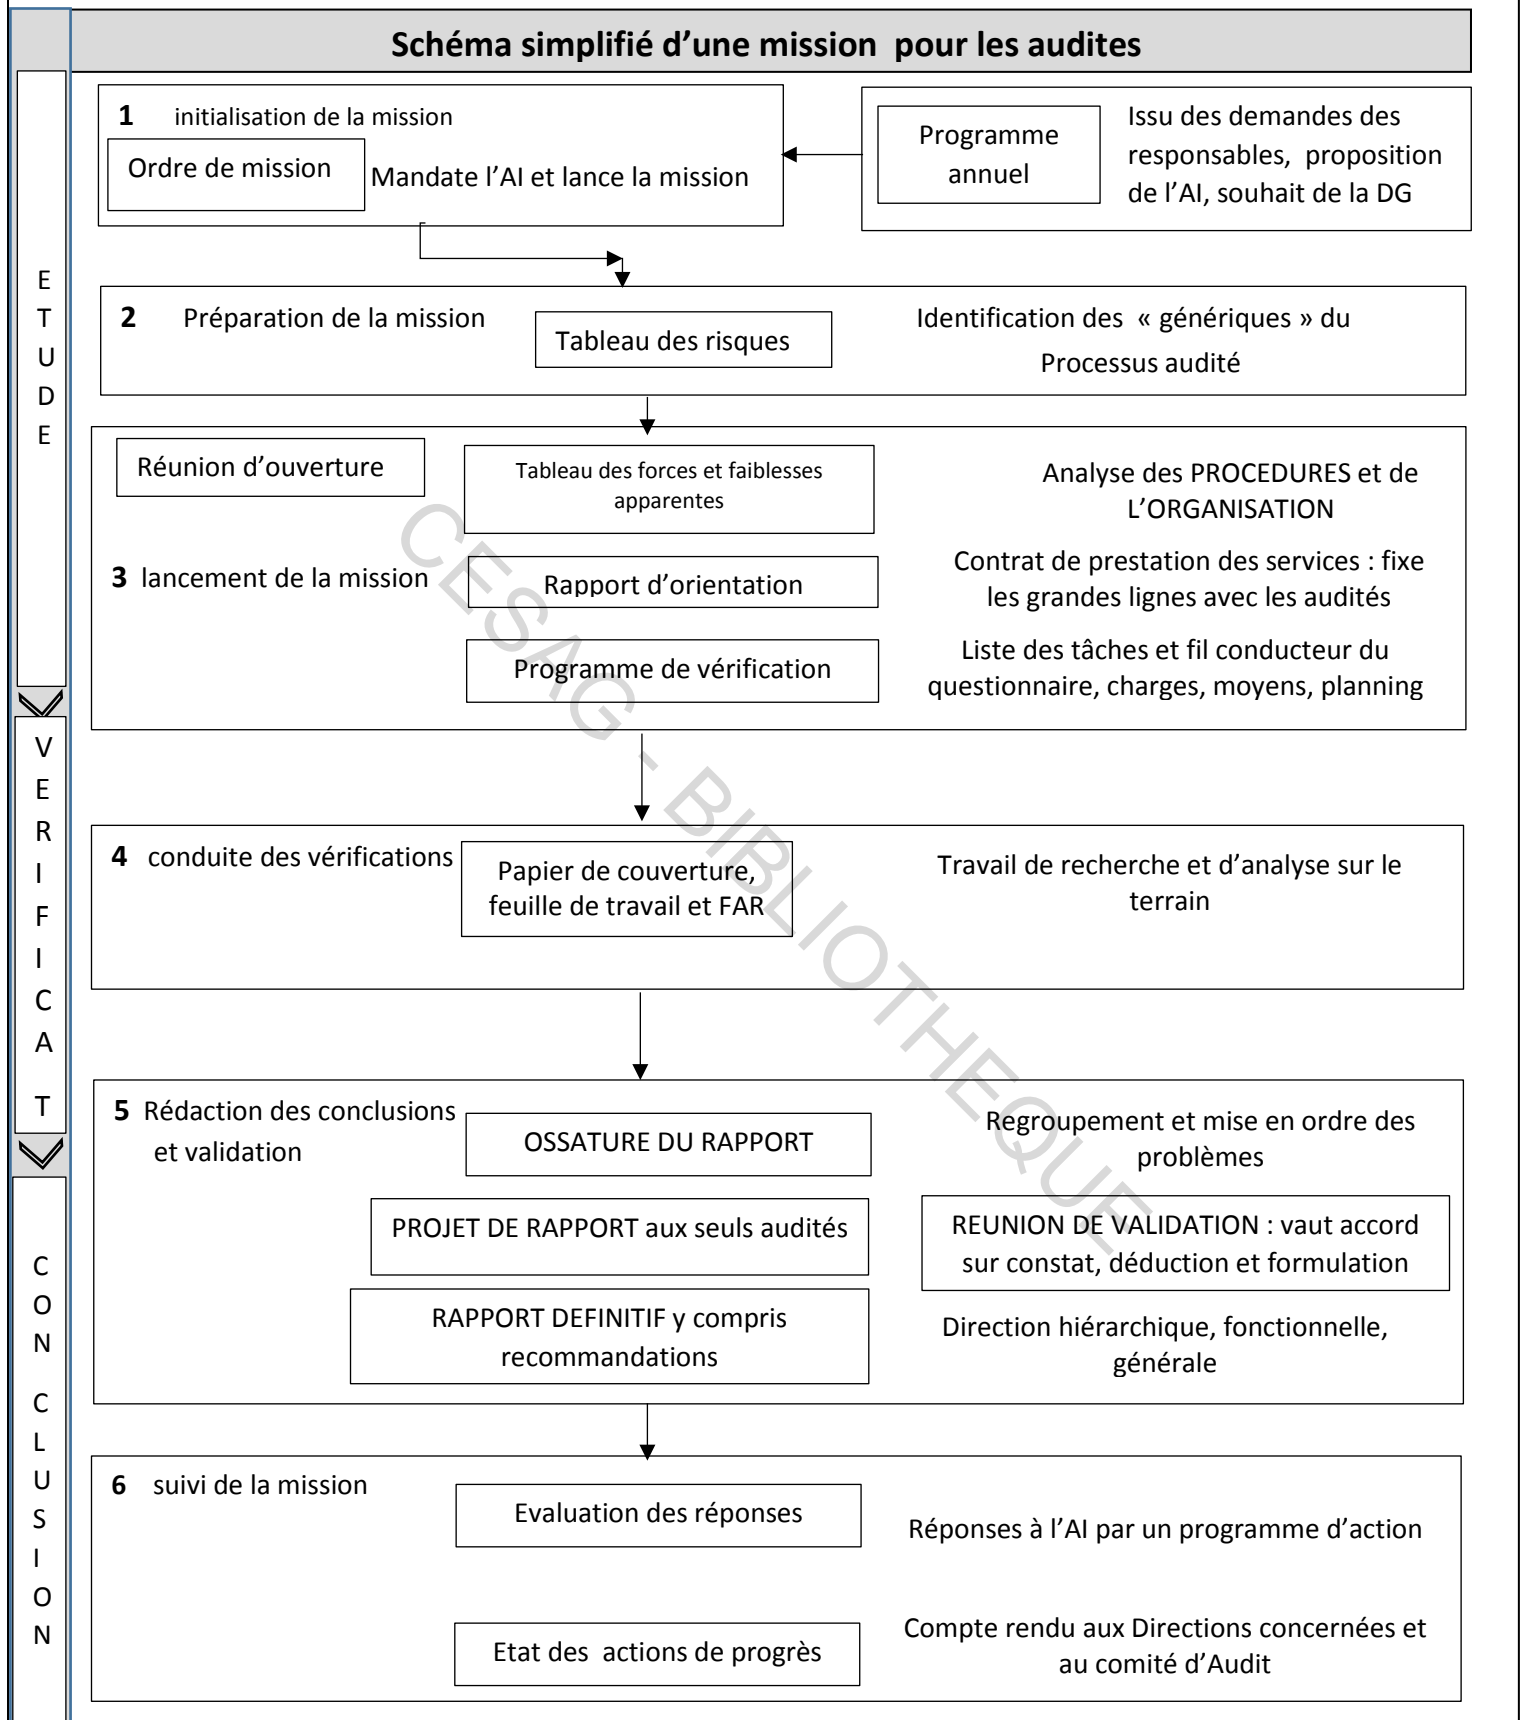 Schéma simplifié d’une mission pour les audites
1 initialisation de la mission
Ordre de mission
Mandate l’AI et lance la mission
Programme
annuel
Issu des demandes des
responsables, proposition
de l’AI, souhait de la DG
E
T
U
D
E
2 Préparation de la mission
Tableau des risques
Identification des « génériques » du
Processus audité
Réunion d’ouverture
Tableau des forces et faiblesses
apparentes
Analyse des PROCEDURES et de
L’ORGANISATION
3 lancement de la mission
Rapport d’orientation
Contrat de prestation des services : fixe
les grandes lignes avec les audités
Programme de vérification
Liste des tâches et fil conducteur du
questionnaire, charges, moyens, planning
V
E
R
I
F
I
C
A
T
4 conduite des vérifications
Papier de couverture,
feuille de travail et FAR
Travail de recherche et d’analyse sur le
terrain
5 Rédaction des conclusions
et validation
OSSATURE DU RAPPORT
Regroupement et mise en ordre des
problèmes
PROJET DE RAPPORT aux seuls audités
REUNION DE VALIDATION : vaut accord
sur constat, déduction et formulation
RAPPORT DEFINITIF y compris
recommandations
Direction hiérarchique, fonctionnelle,
générale
C
O
N
C
L
U
S
I
O
N
6 suivi de la mission
Evaluation des réponses
Réponses à l’AI par un programme d’action
Etat des actions de progrès
Compte rendu aux Directions concernées et
au comité d’Audit
CESAG - BIBLIOTHEQUE